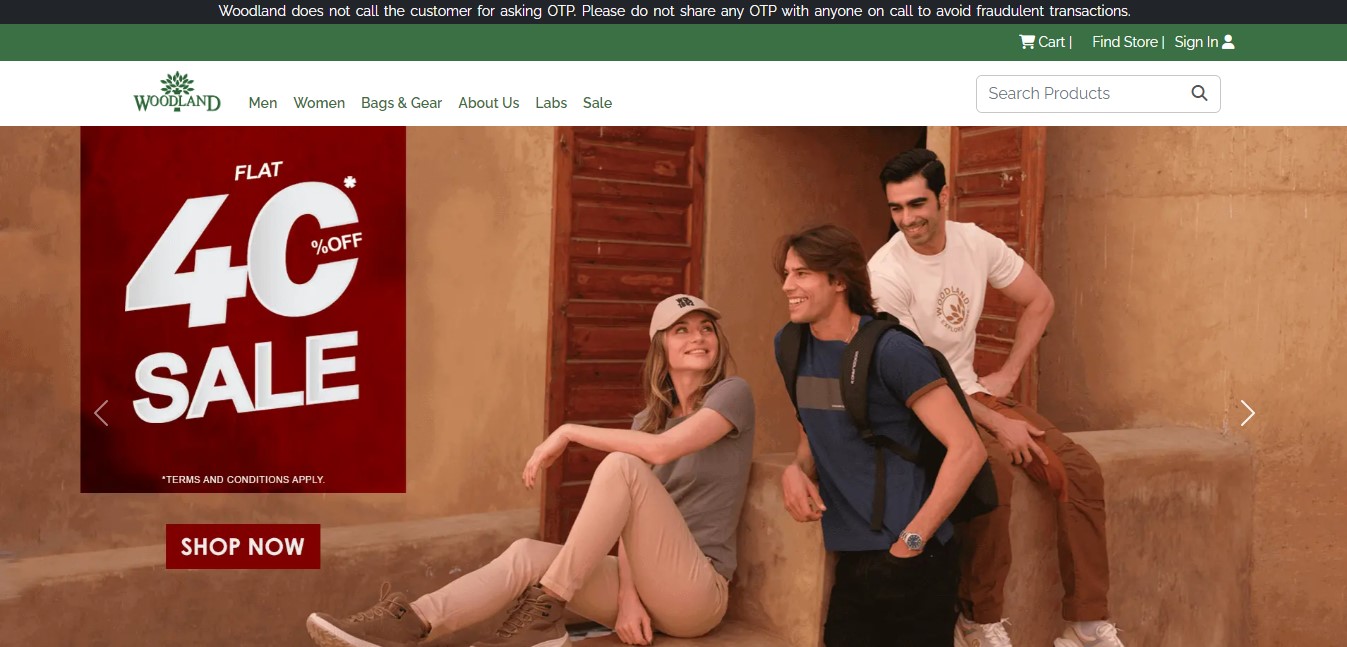 Woodland does not call the customer for asking OTP. Please do not share any OTP with anyone on call to avoid fraudulent transactions.
Cart | Find Store | Sign In
WOODLAND
Men Women Bags & Gear About Us Labs Sale
Search Products
FLAT
40*
%OFF
SALE
*TERMS AND CONDITIONS APPLY.
SHOP NOW
WOODLAND